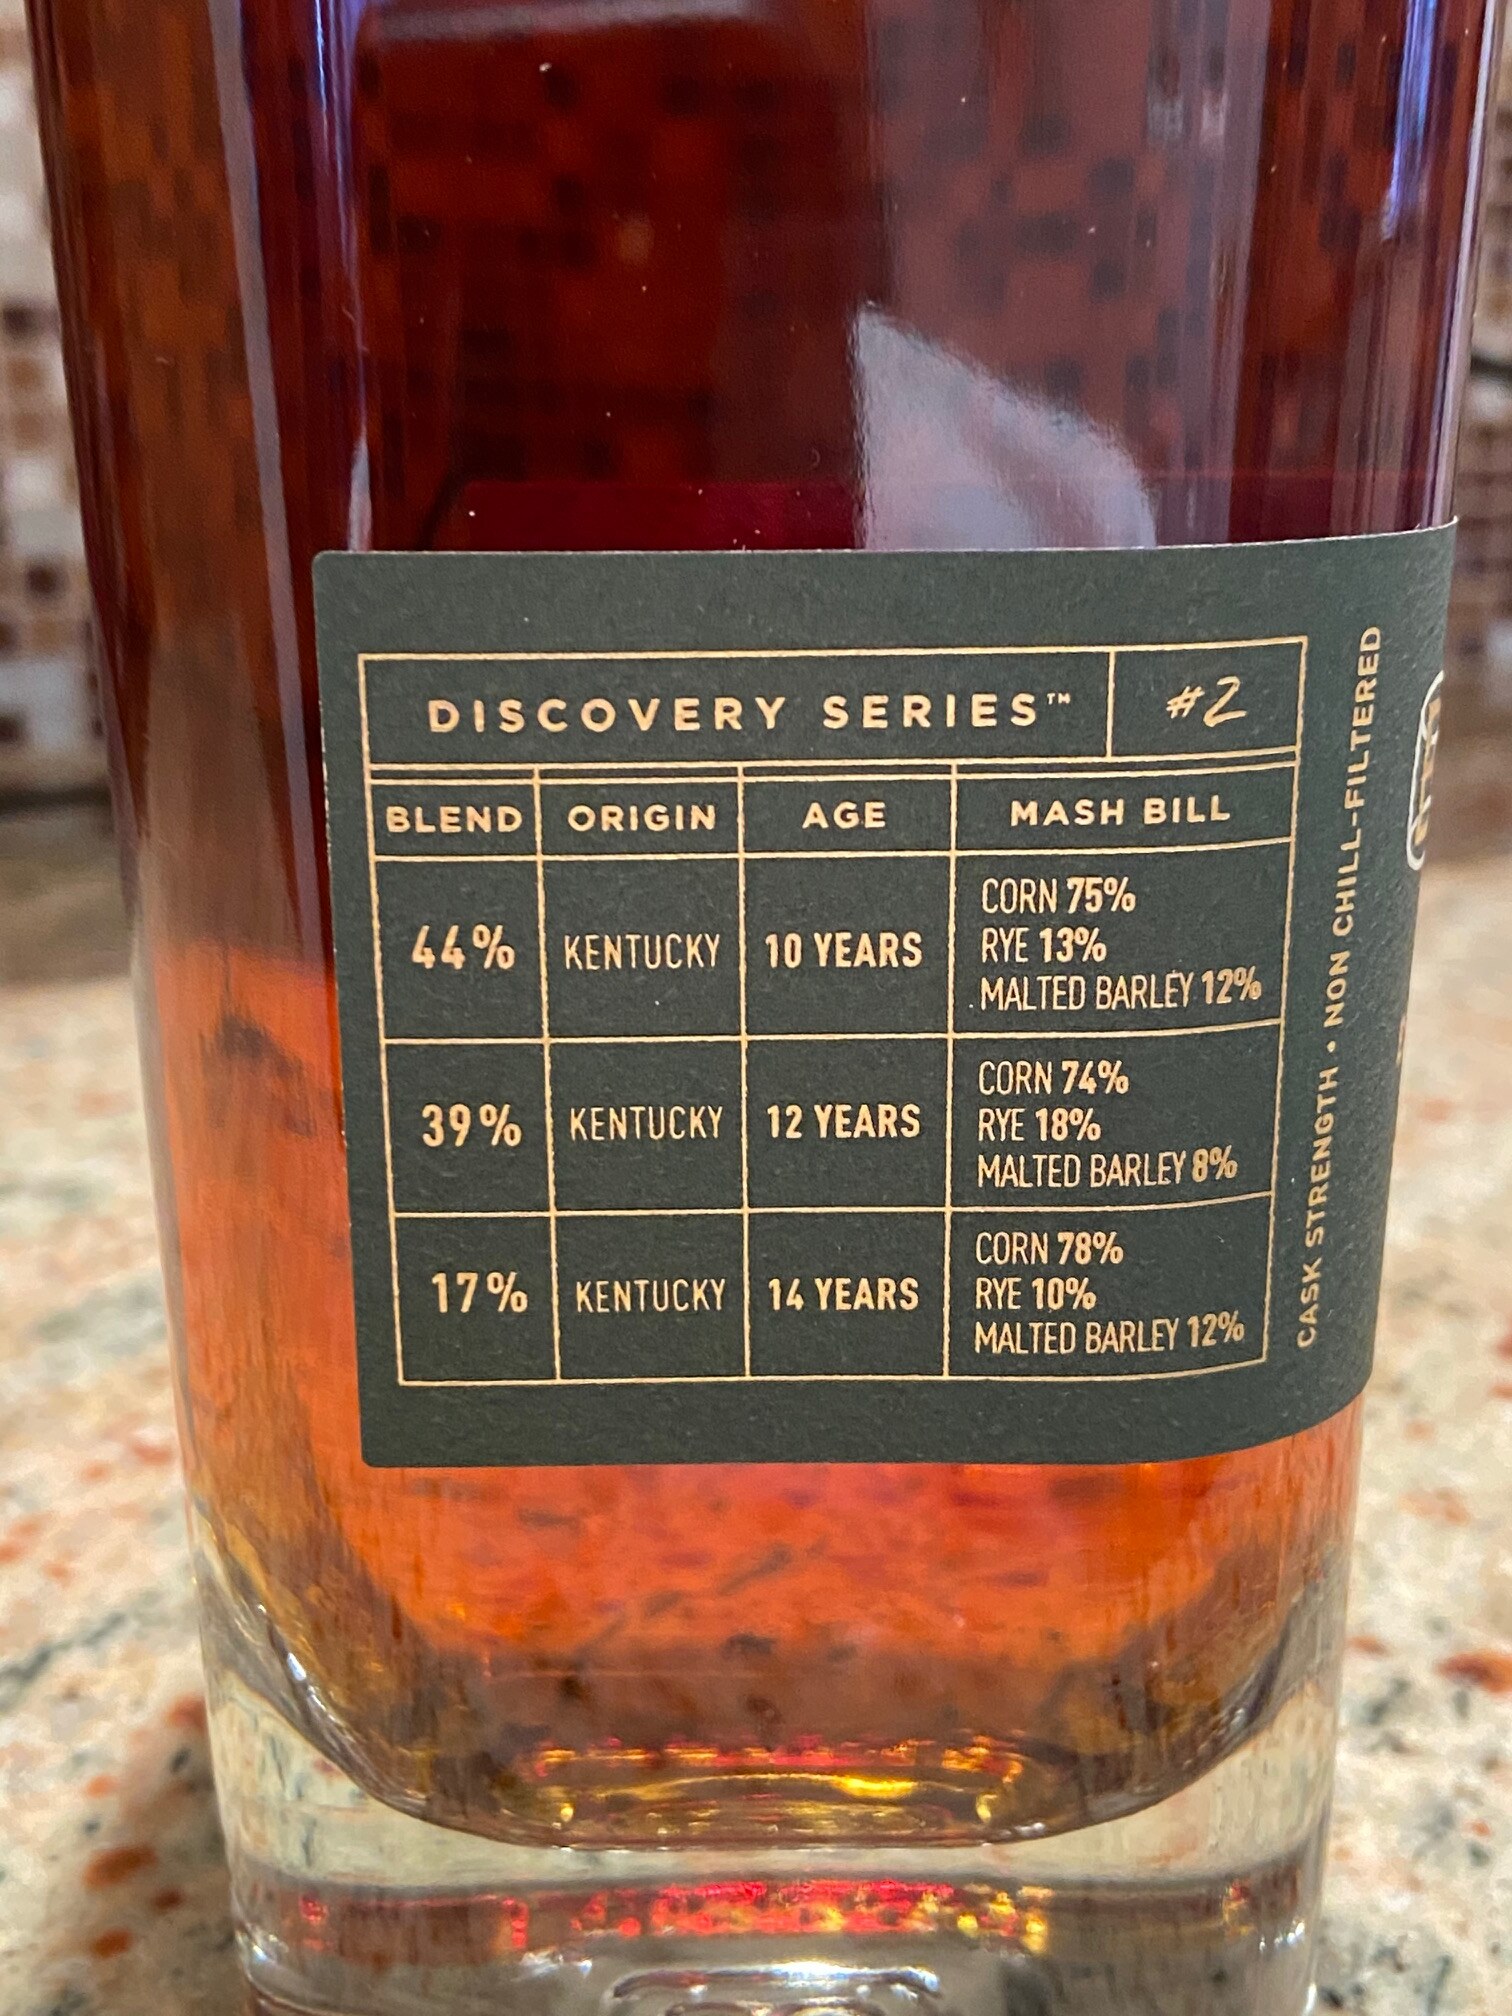 DISCOVERY SERIES™ #2
BLEND ORIGIN AGE MASH BILL
44% KENTUCKY 10 YEARS
CORN 75%
RYE 13%
MALTED BARLEY 12%
39% KENTUCKY 12 YEARS
CORN 74%
RYE 18%
MALTED BARLEY 8%
17% KENTUCKY 14 YEARS
CORN 78%
RYE 10%
MALTED BARLEY 12%
CASK STRENGTH • NON CHILL-FILTERED